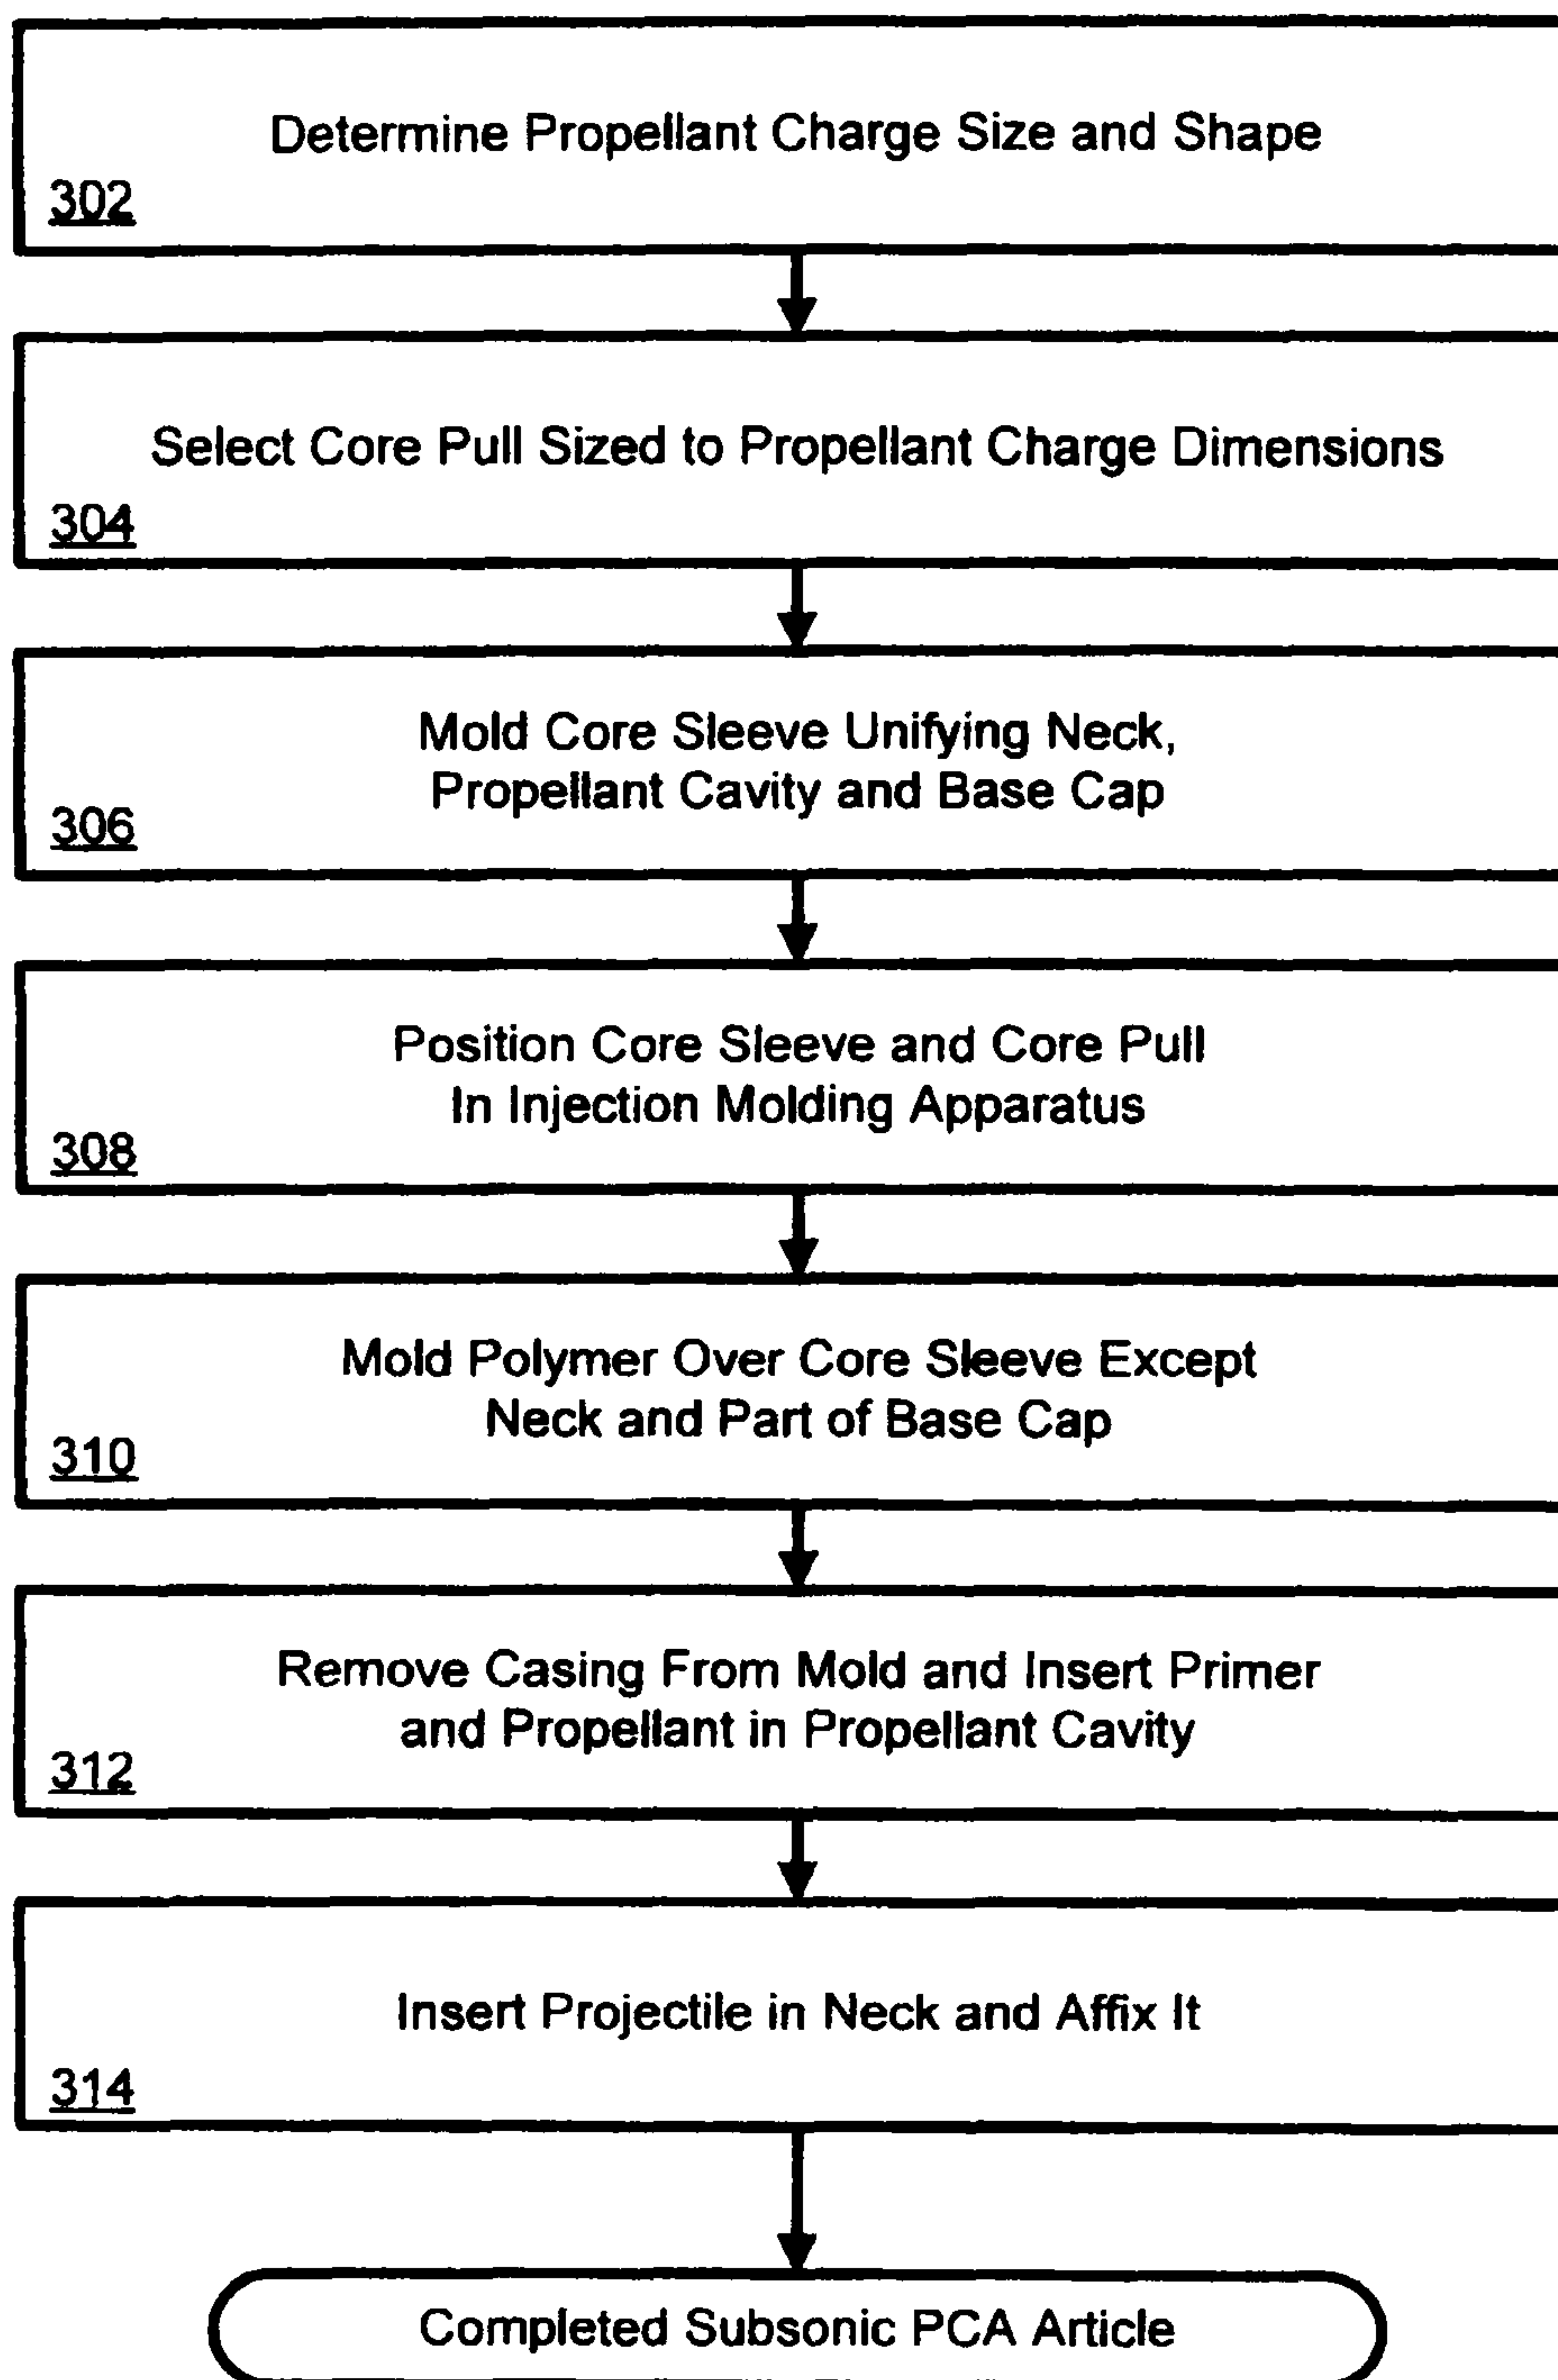 Determine Propellant Charge Size and Shape
302
Select Core Pull Sized to Propellant Charge Dimensions
304
Mold Core Sleeve Unifying Neck,
Propellant Cavity and Base Cap
306
Position Core Sleeve and Core Pull
In Injection Molding Apparatus
308
Mold Polymer Over Core Sleeve Except
Neck and Part of Base Cap
310
Remove Casing From Mold and Insert Primer
and Propellant in Propellant Cavity
312
Insert Projectile in Neck and Affix It
314
Completed Subsonic PCA Article